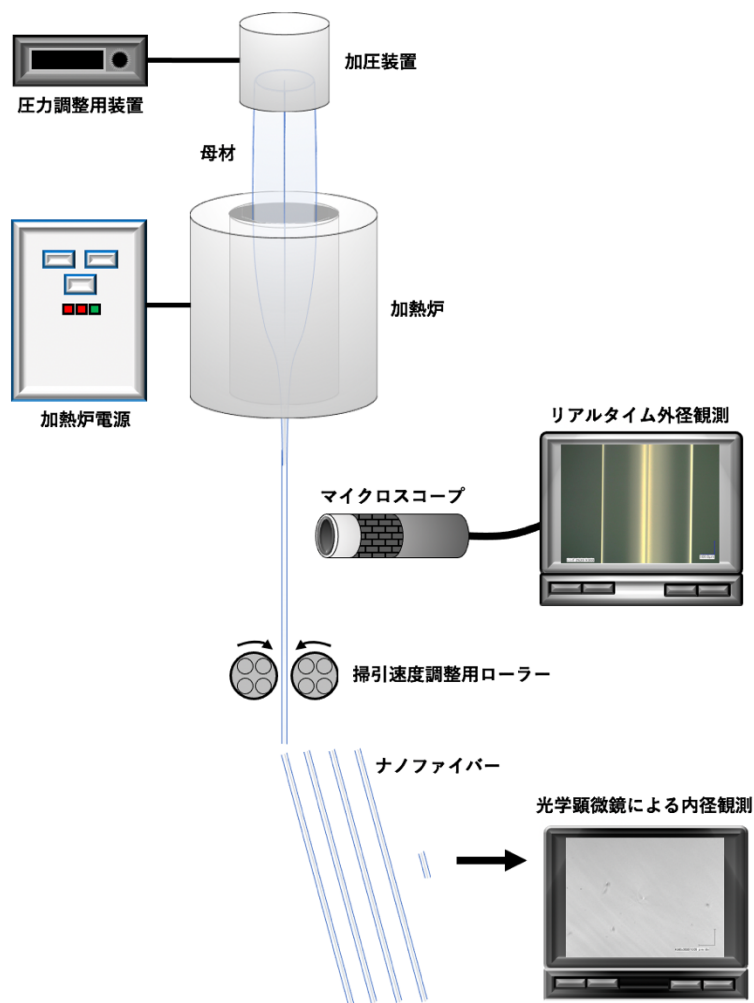 加圧装置
圧力調整用装置
母材
加熱炉
加熱炉電源
リアルタイム外径観測
マイクロスコープ
掃引速度調整用ローラー
ナノファイバー
光学顕微鏡による内径観測